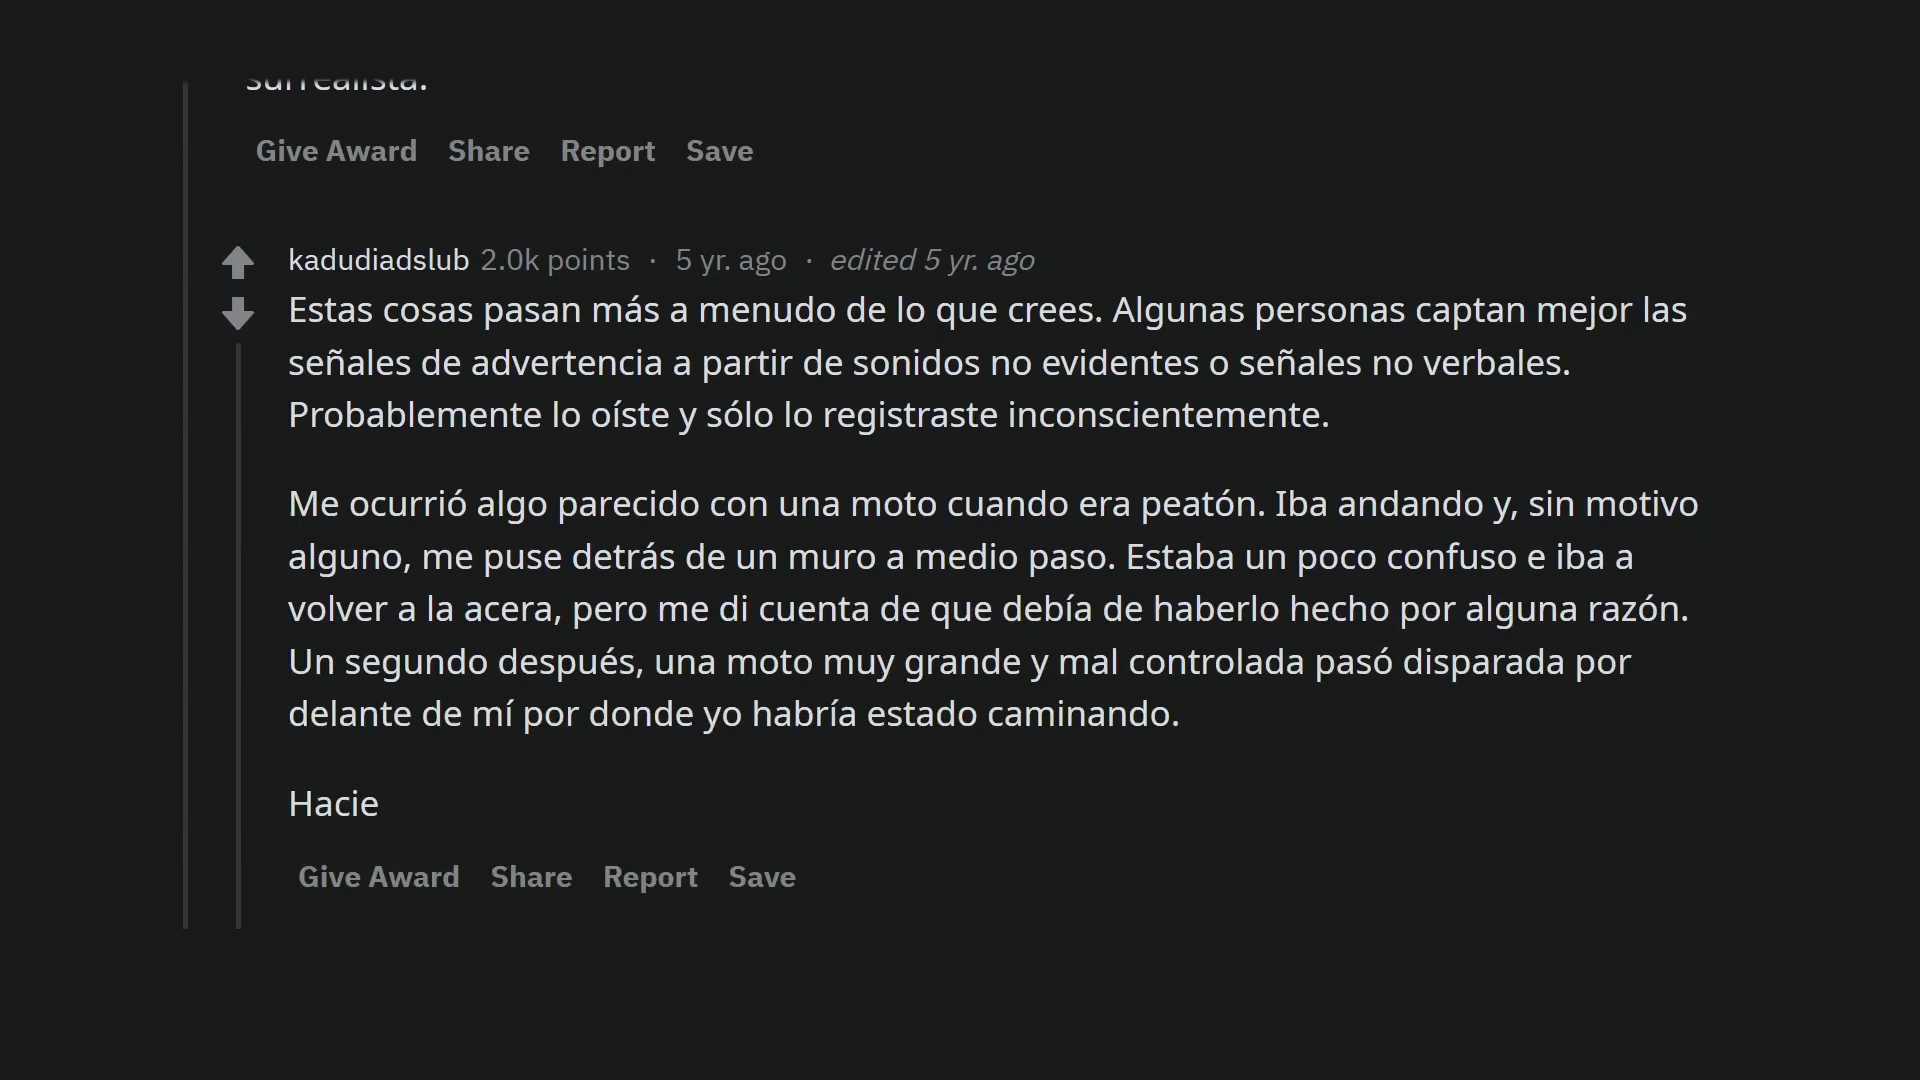 surrealista.
Give Award Share Report Save
kadudiadslub 2.0k points · 5 yr. ago · edited 5 yr. ago
Estas cosas pasan más a menudo de lo que crees. Algunas personas captan mejor las
señales de advertencia a partir de sonidos no evidentes o señales no verbales.
Probablemente lo oíste y sólo lo registraste inconscientemente.
Me ocurrió algo parecido con una moto cuando era peatón. Iba andando y, sin motivo
alguno, me puse detrás de un muro a medio paso. Estaba un poco confuso e iba a
volver a la acera, pero me di cuenta de que debía de haberlo hecho por alguna razón.
Un segundo después, una moto muy grande y mal controlada pasó disparada por
delante de mí por donde yo habría estado caminando.
Hacie
Give Award Share Report Save